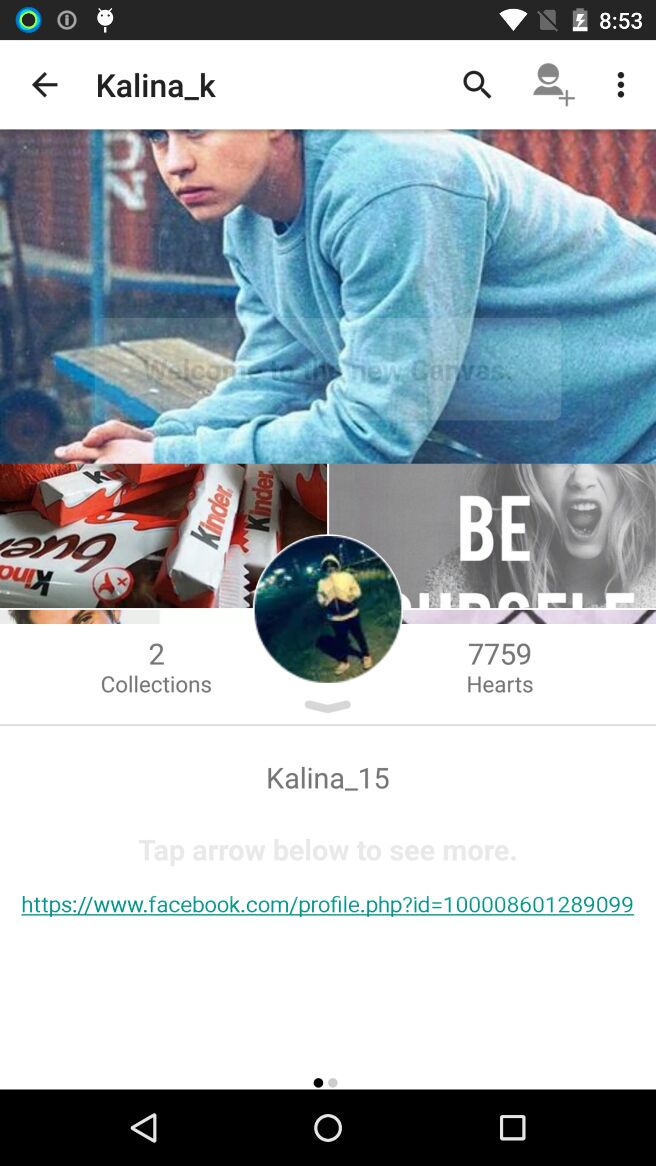 8:53
Kalina_k
Welcome to the new Canvas.
Kinder
Kinder
bueno
Kinder
BE
YOURSELF
2
Collections
7759
Hearts
Kalina_15
Tap arrow below to see more.
https://www.facebook.com/profile.php?id=100008601289099